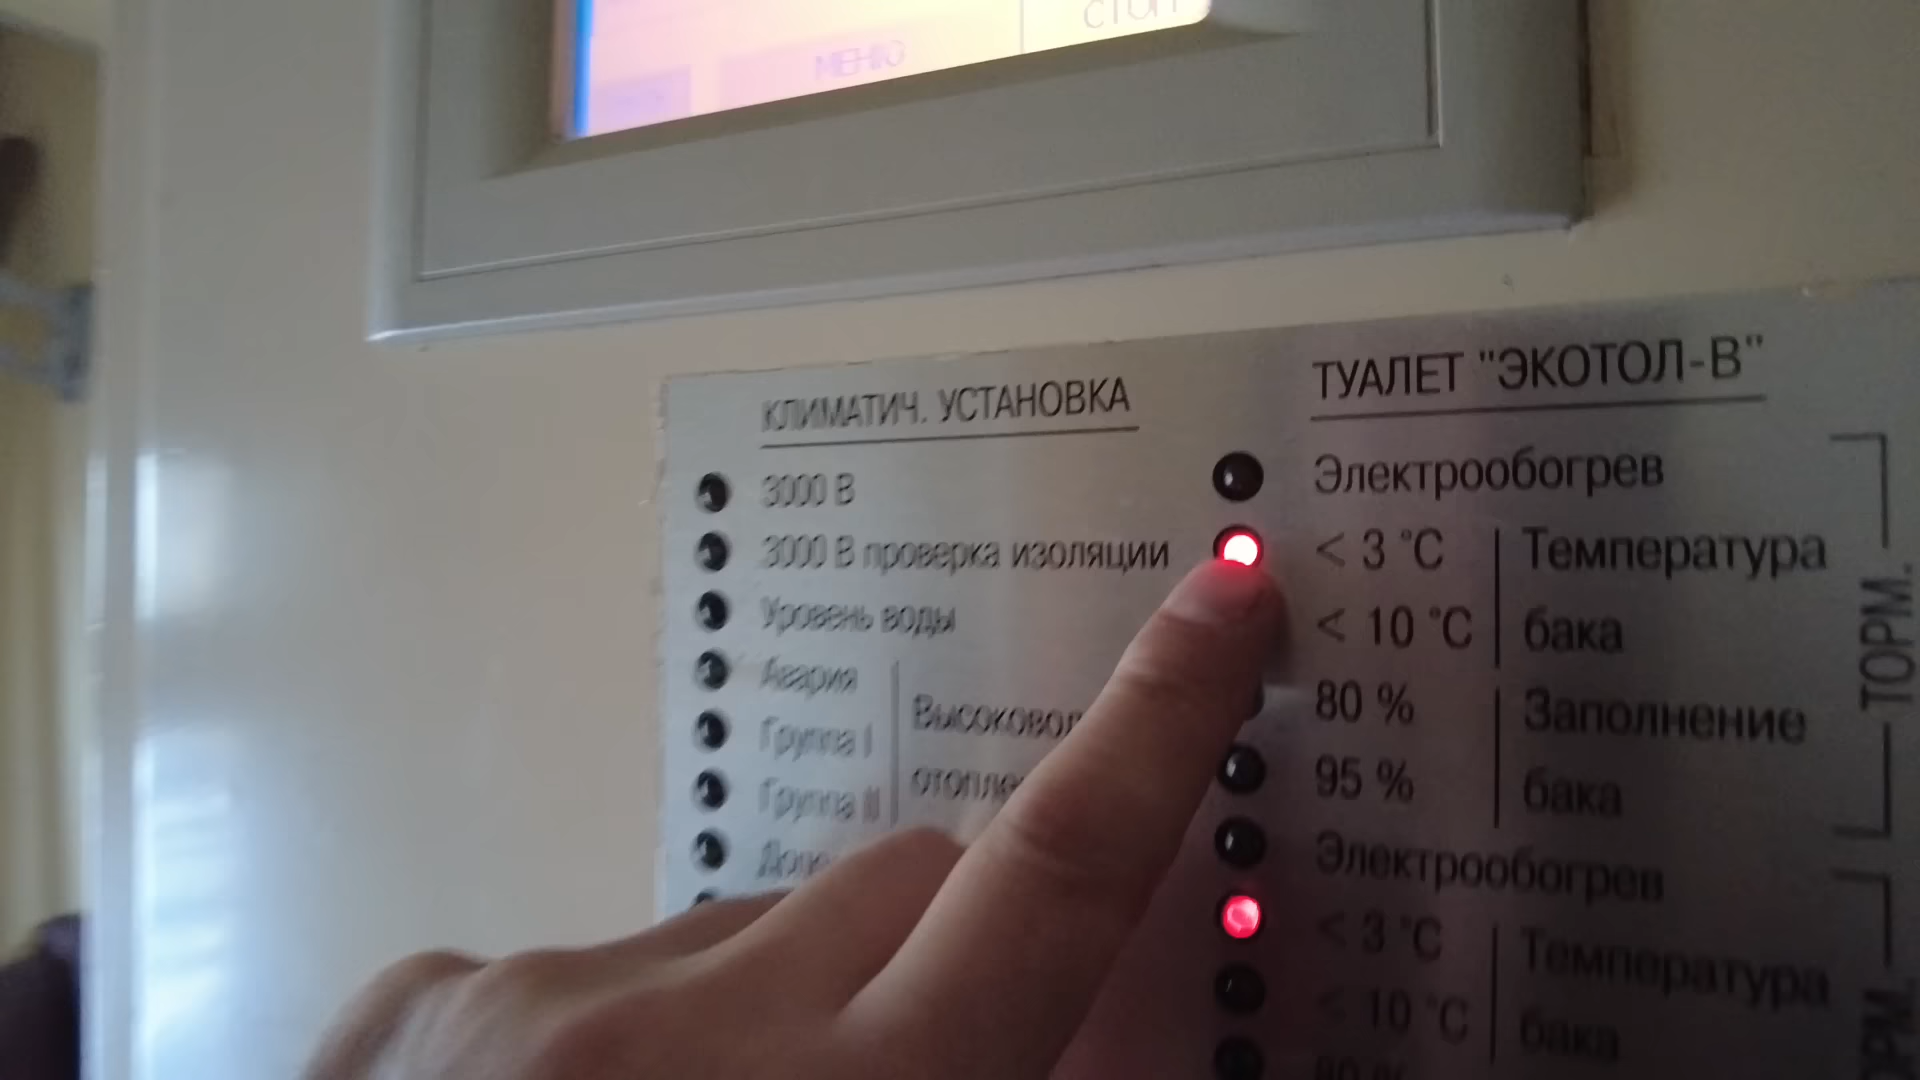 СТОП
МЕНЮ
КЛИМАТИЧ. УСТАНОВКА
3000 В
3000 В проверка изоляции
Уровень воды
Авария
Группа I
Группа II
ТУАЛЕТ "ЭКОТОЛ-В"
Электрообогрев
< 3 °С
< 10 °С
Температура
бака
80 %
95 %
Заполнение
бака
ТОРМ.
Электрообогрев
< 3 °С
< 10 °С
Температура
бака
80 %